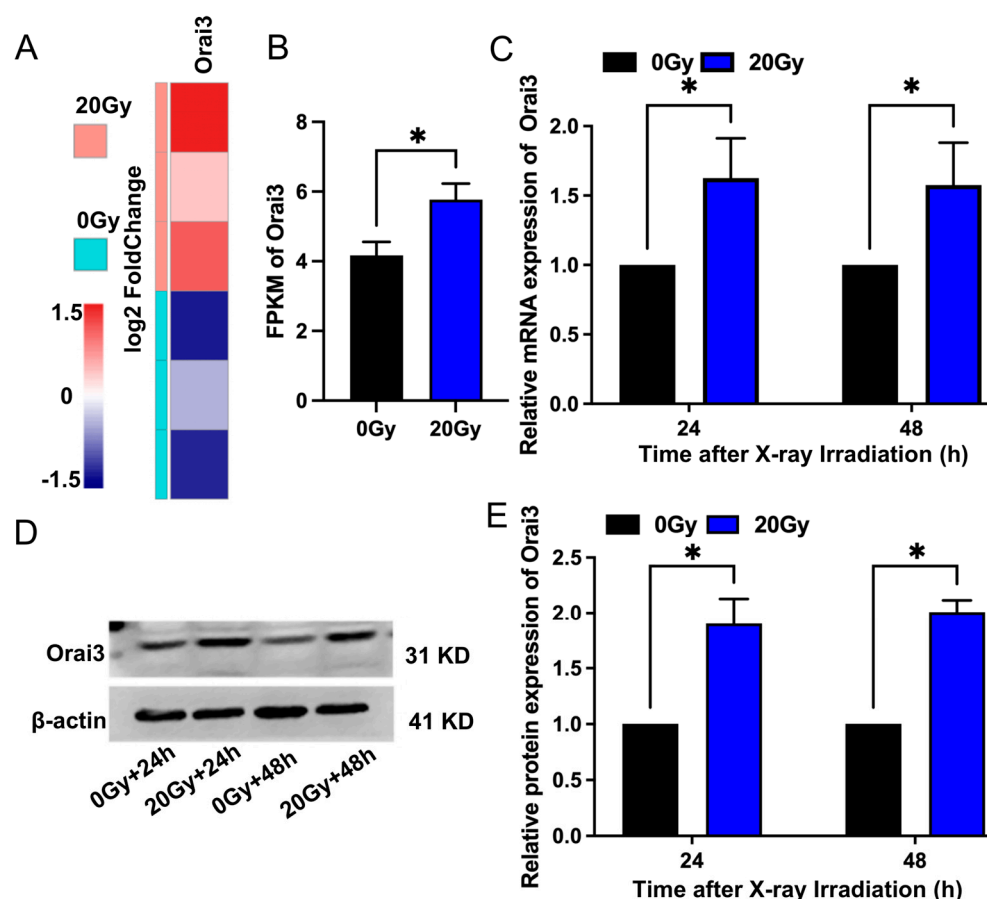 A
Orai3
20Gy
0Gy
log2 FoldChange
1.5
0
-1.5
B
FPKM of Orai3
8
6
4
2
0
*
0Gy
20Gy
C
0Gy
20Gy
Relative mRNA expression of Orai3
2.0
1.5
1.0
0.5
0.0
*
*
24
48
Time after X-ray Irradiation (h)
D
Orai3
31 KD
β-actin
41 KD
0Gy+24h
20Gy+24h
0Gy+48h
20Gy+48h
E
0Gy
20Gy
Relative protein expression of Orai3
2.5
2.0
1.5
1.0
0.5
0.0
*
*
24
48
Time after X-ray Irradiation (h)